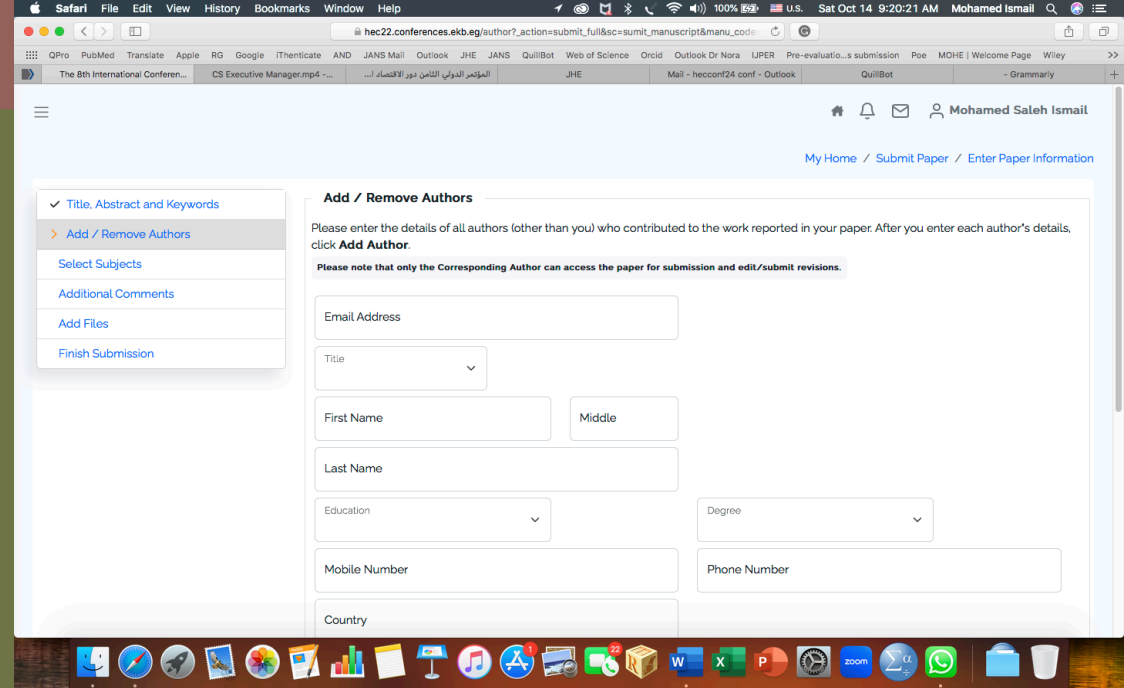 Safari File Edit View History Bookmarks Window Help 100% U.S. Sat Oct 14 9:20:21 AM Mohamed Ismail
hec22.conferences.ekb.eg/author?_action=submit_full&sc=sumit_manuscript&manu_code
QPro PubMed Translate Apple RG Google iThenticate AND JANS Mail Outlook JHE JANS QuillBot Web of Science Orcid Outlook Dr Nora IJPER Pre-evaluatio...s submission Poe MOHE | Welcome Page Wiley >>
The 8th International Conferen... CS Executive Manager.mp4 -... المؤتمر الدولي الثامن دور الاقتصاد ا... JHE Mail - hecconf24 conf - Outlook QuillBot - Grammarly
Mohamed Saleh Ismail
My Home / Submit Paper / Enter Paper Information
Title, Abstract and Keywords
Add / Remove Authors
Select Subjects
Additional Comments
Add Files
Finish Submission
Add / Remove Authors
Please enter the details of all authors (other than you) who contributed to the work reported in your paper. After you enter each author"s details,
click Add Author.
Please note that only the Corresponding Author can access the paper for submission and edit/submit revisions.
Email Address
Title
First Name Middle
Last Name
Education Degree
Mobile Number Phone Number
Country
1 22 W X P zoom